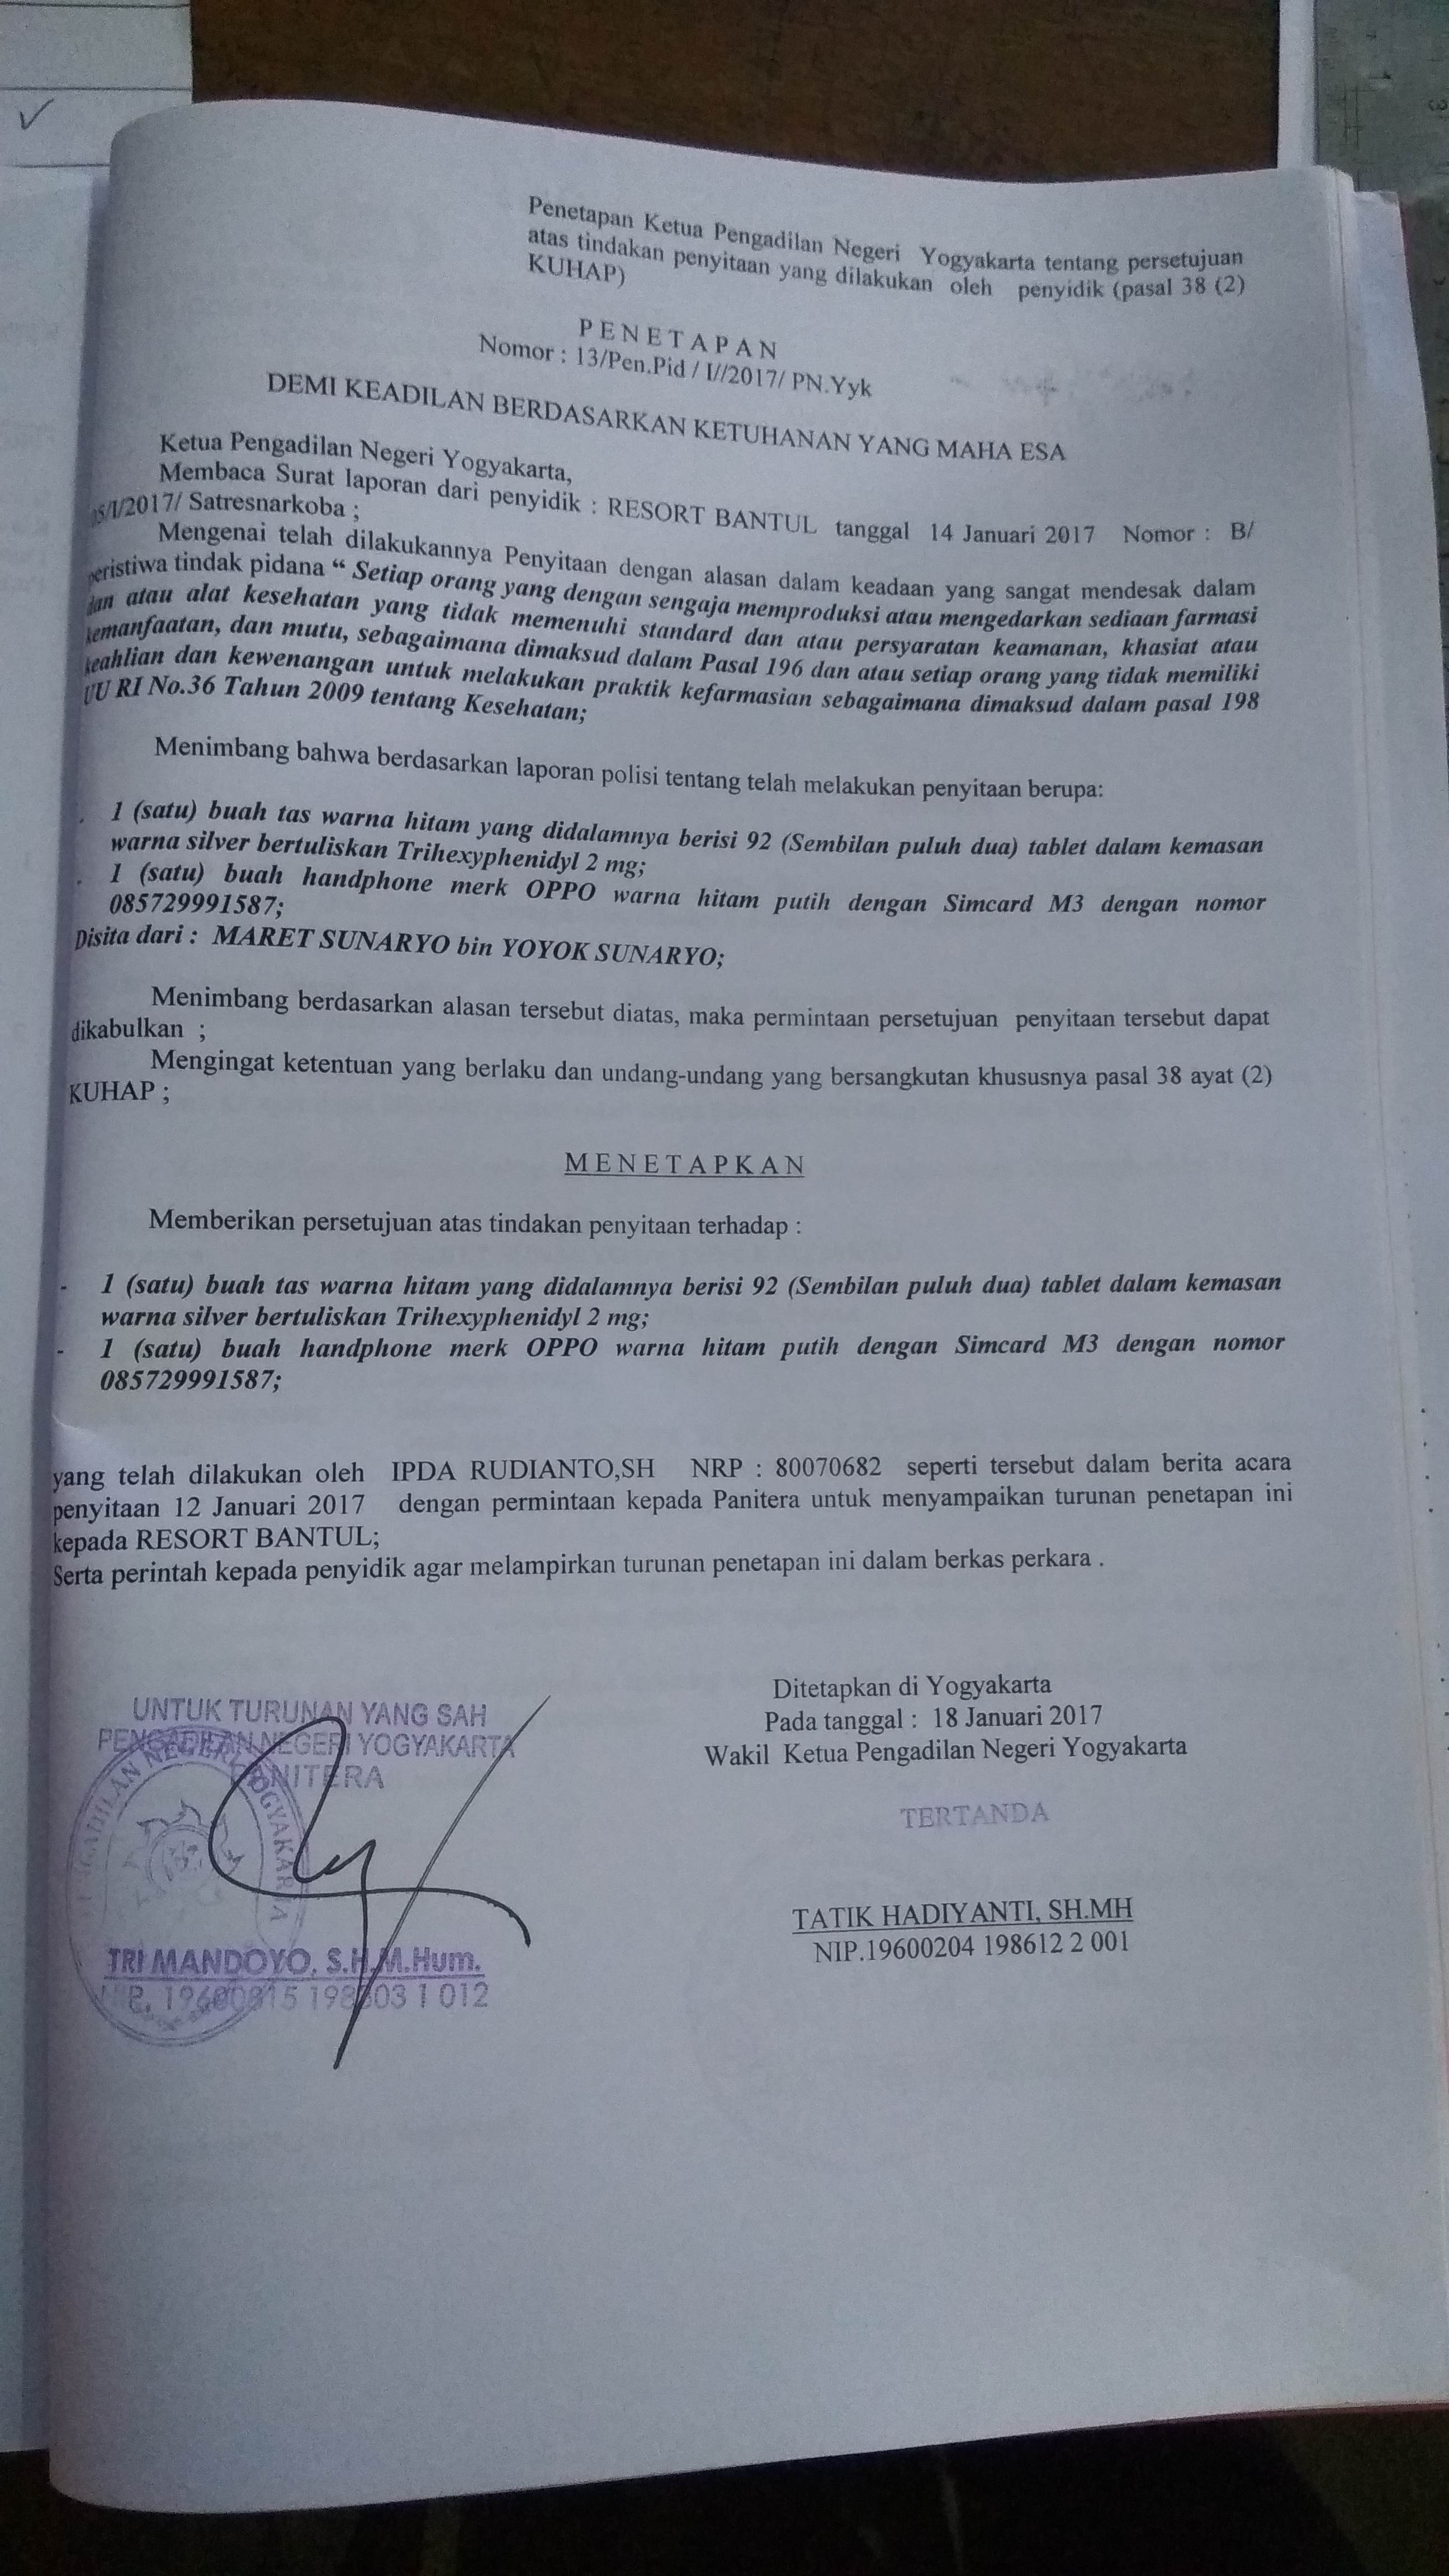 Penetapan Ketua Pengadilan Negeri Yogyakarta tentang persetujuan
atas tindakan penyitaan yang dilakukan oleh penyidik (pasal 38 (2)
KUHAP)
P E N E T A P A N
Nomor : 13/Pen.Pid / I//2017/ PN.Yyk
DEMI KEADILAN BERDASARKAN KETUHANAN YANG MAHA ESA
Ketua Pengadilan Negeri Yogyakarta,
Membaca Surat laporan dari penyidik : RESORT BANTUL tanggal 14 Januari 2017 Nomor : B/
/I/2017/ Satresnarkoba ;
Mengenai telah dilakukannya Penyitaan dengan alasan dalam keadaan yang sangat mendesak dalam
peristiwa tindak pidana “ Setiap orang yang dengan sengaja memproduksi atau mengedarkan sediaan farmasi
dan atau alat kesehatan yang tidak memenuhi standard dan atau persyaratan keamanan, khasiat atau
kemanfaatan, dan mutu, sebagaimana dimaksud dalam Pasal 196 dan atau setiap orang yang tidak memiliki
keahlian dan kewenangan untuk melakukan praktik kefarmasian sebagaimana dimaksud dalam pasal 198
UU RI No.36 Tahun 2009 tentang Kesehatan;
Menimbang bahwa berdasarkan laporan polisi tentang telah melakukan penyitaan berupa:
1 (satu) buah tas warna hitam yang didalamnya berisi 92 (Sembilan puluh dua) tablet dalam kemasan
warna silver bertuliskan Trihexyphenidyl 2 mg;
1 (satu) buah handphone merk OPPO warna hitam putih dengan Simcard M3 dengan nomor
085729991587;
Disita dari : MARET SUNARYO bin YOYOK SUNARYO;
Menimbang berdasarkan alasan tersebut diatas, maka permintaan persetujuan penyitaan tersebut dapat
dikabulkan ;
Mengingat ketentuan yang berlaku dan undang-undang yang bersangkutan khususnya pasal 38 ayat (2)
KUHAP ;
M E N E T A P K A N
Memberikan persetujuan atas tindakan penyitaan terhadap :
- 1 (satu) buah tas warna hitam yang didalamnya berisi 92 (Sembilan puluh dua) tablet dalam kemasan
warna silver bertuliskan Trihexyphenidyl 2 mg;
- 1 (satu) buah handphone merk OPPO warna hitam putih dengan Simcard M3 dengan nomor
085729991587;
yang telah dilakukan oleh IPDA RUDIANTO,SH NRP : 80070682 seperti tersebut dalam berita acara
penyitaan 12 Januari 2017 dengan permintaan kepada Panitera untuk menyampaikan turunan penetapan ini
kepada RESORT BANTUL;
Serta perintah kepada penyidik agar melampirkan turunan penetapan ini dalam berkas perkara .
Ditetapkan di Yogyakarta
Pada tanggal : 18 Januari 2017
Wakil Ketua Pengadilan Negeri Yogyakarta
TERTANDA
TATIK HADIYANTI, SH.MH
NIP.19600204 198612 2 001
UNTUK TURUNAN YANG SAH
PENGADILAN NEGERI YOGYAKARTA
PANITERA
PENGADILAN NEGERI YOGYAKARTA
TRI MANDOYO, S.H,M.Hum.
1 012